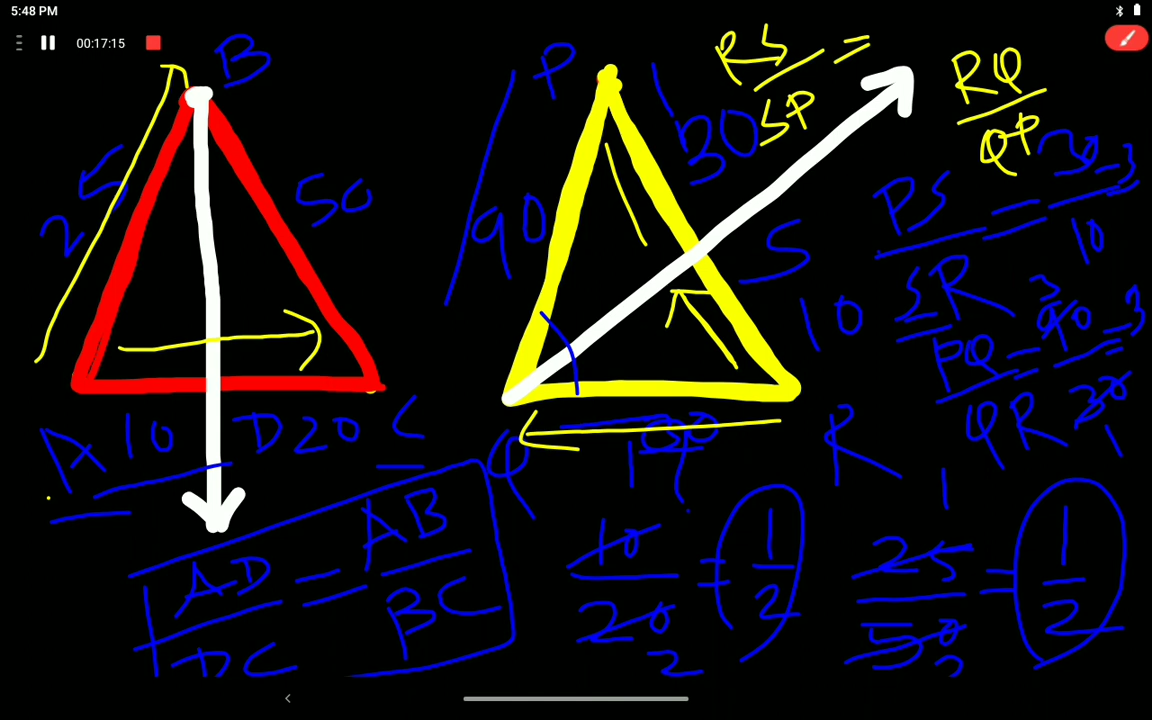 5:48 PM
00:17:15
B
P
RS/SP = RQ/QP
25
50
90
30
S
10
PS/SR = 30/10 = 3
PQ/QR = 90/30 = 3
A 10 D 20 C
Q
R
AD/DC = AB/BC
10/20 = 1/2
25/50 = 1/2